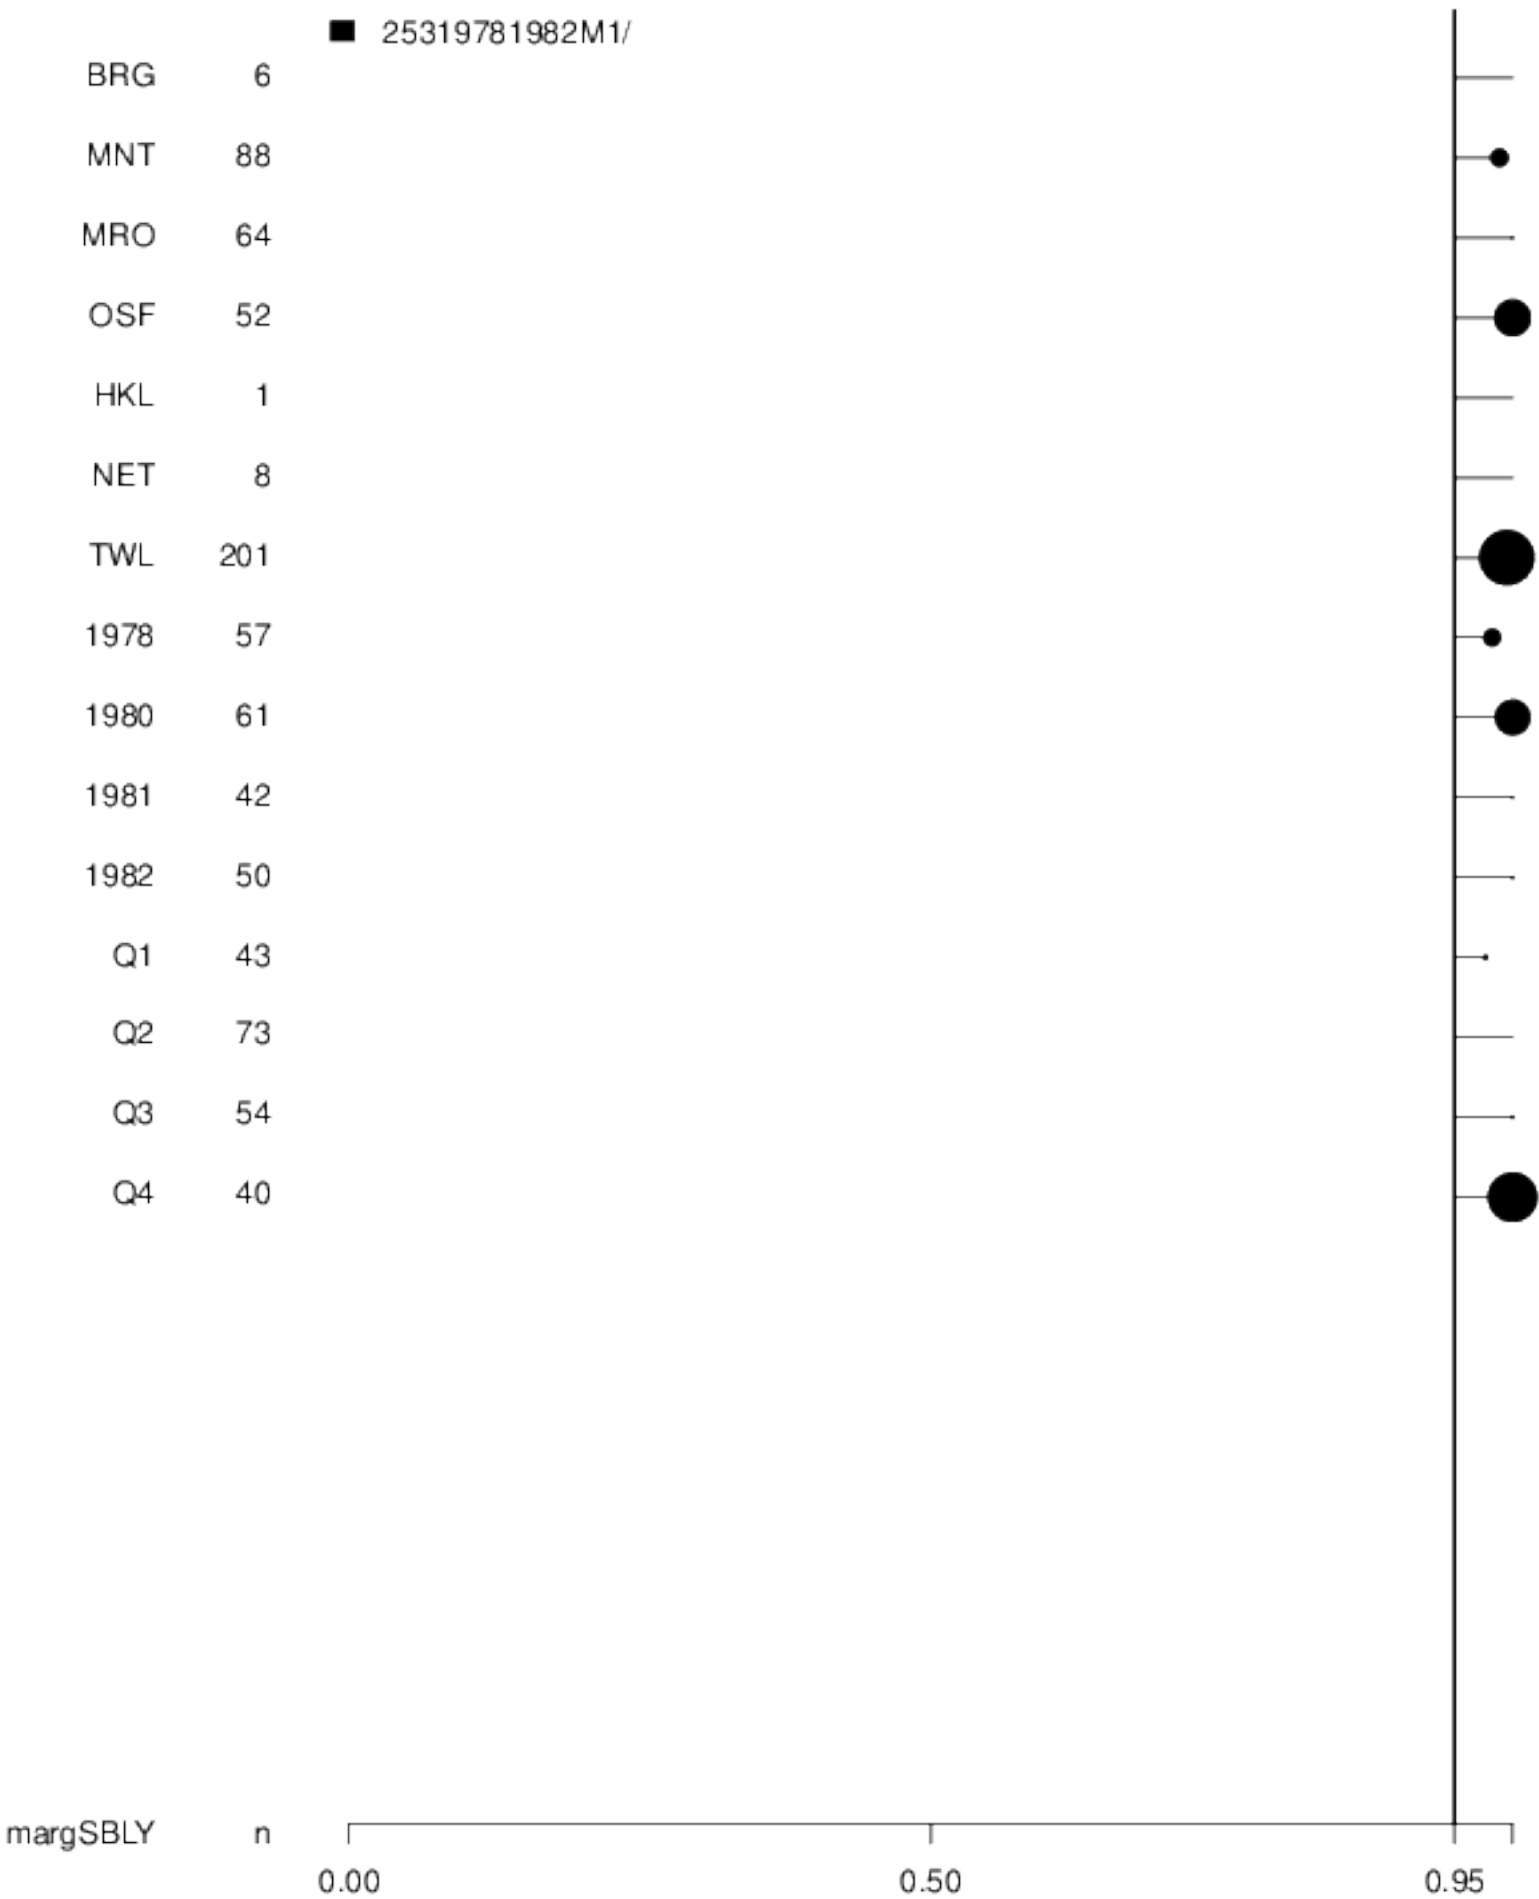 25319781982M1/
BRG 6
MNT 88
MRO 64
OSF 52
HKL 1
NET 8
TWL 201
1978 57
1980 61
1981 42
1982 50
Q1 43
Q2 73
Q3 54
Q4 40
margSBLY n
0.00 0.50 0.95